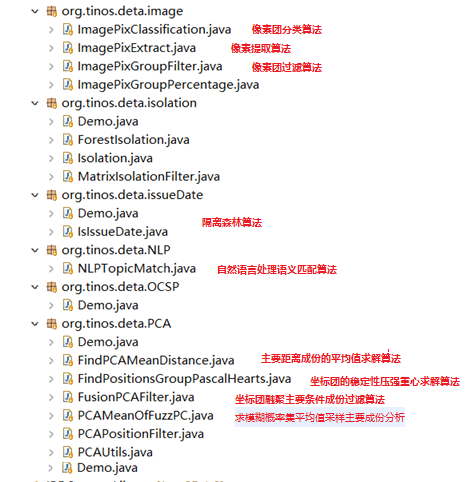 org.tinos.deta.image
ImagePixClassification.java 像素团分类算法
ImagePixExtract.java 像素提取算法
ImagePixGroupFilter.java 像素团过滤算法
ImagePixGroupPercentage.java
org.tinos.deta.isolation
Demo.java
ForestIsolation.java
Isolation.java
MatrixIsolationFilter.java
org.tinos.deta.issueDate
Demo.java
隔离森林算法
IsIssueDate.java
org.tinos.deta.NLP
NLPTopicMatch.java 自然语言处理语义匹配算法
org.tinos.deta.OCSP
Demo.java
org.tinos.deta.PCA
Demo.java
FindPCAMeanDistance.java 主要距离成份的平均值求解算法
FindPositionsGroupPascalHearts.java 坐标团的稳定性压强重心求解算法
FusionPCAFilter.java 坐标团融聚主要条件成份过滤算法
PCAMeanOfFuzzPC.java 求模糊概率集平均值采样主要成份分析
PCAPositionFilter.java
PCAUtils.java
Demo.java